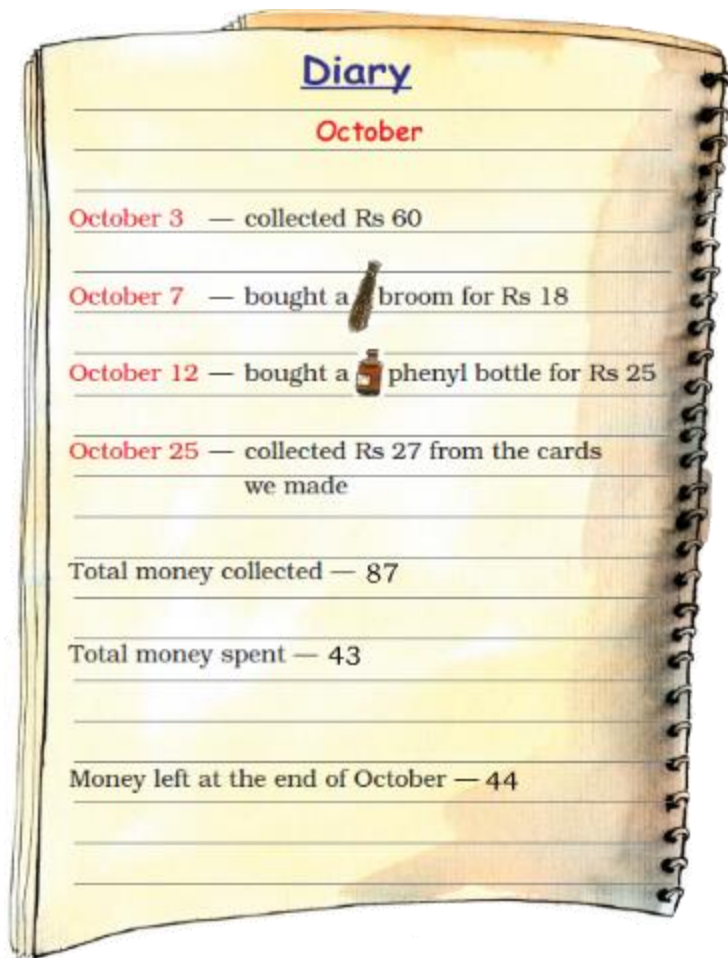 Diary
October
October 3 — collected Rs 60
October 7 — bought a broom for Rs 18
October 12 — bought a phenyl bottle for Rs 25
October 25 — collected Rs 27 from the cards
we made
Total money collected — 87
Total money spent — 43
Money left at the end of October — 44